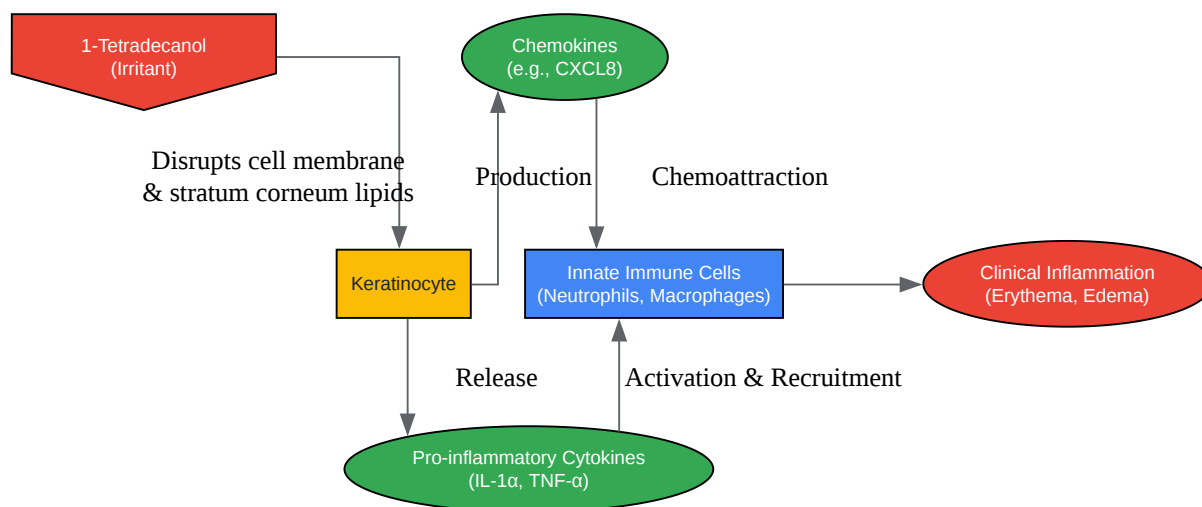 1-Tetradecanol
(Irritant)
Chemokines
(e.g., CXCL8)
Disrupts cell membrane
& stratum corneum lipids
Production
Chemoattraction
Keratinocyte
Innate Immune Cells
(Neutrophils, Macrophages)
Clinical Inflammation
(Erythema, Edema)
Release
Activation & Recruitment
Pro-inflammatory Cytokines
(IL-1α, TNF-α)